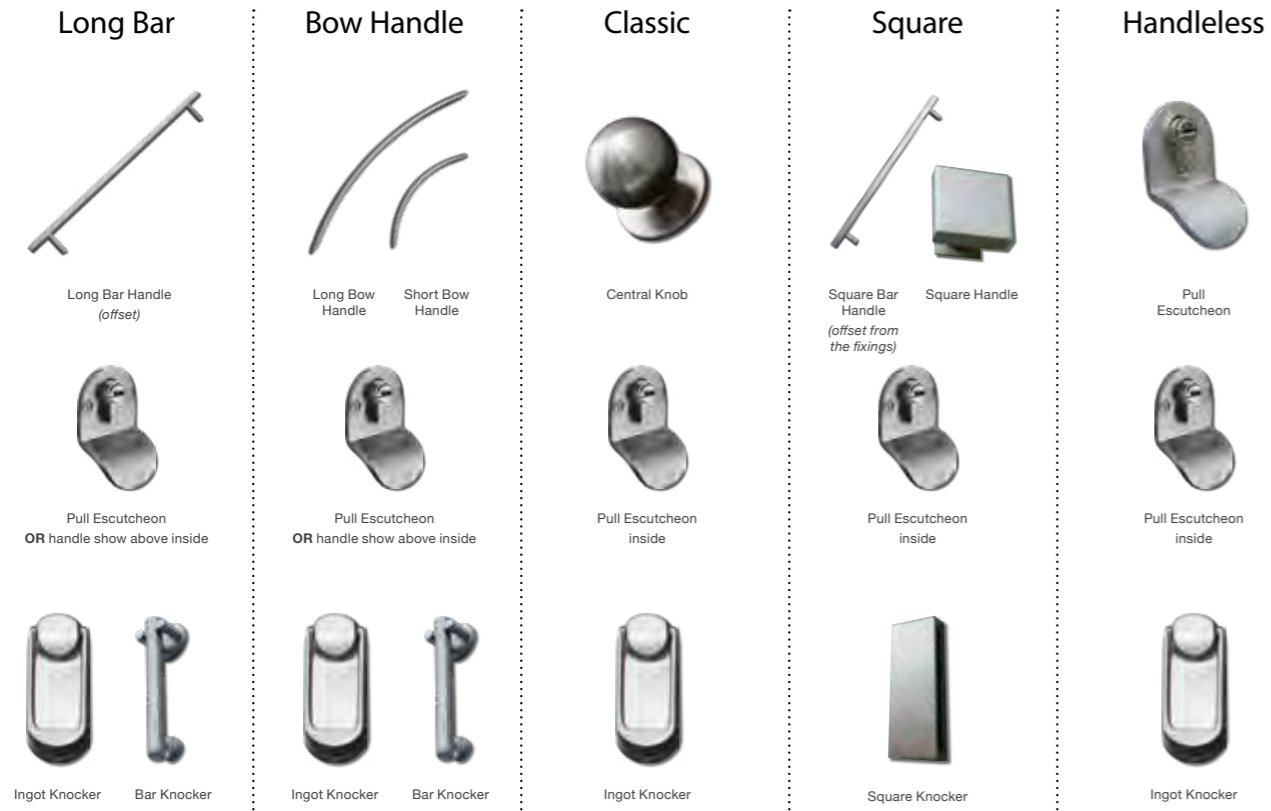 Long Bar
Bow Handle
Classic
Square
Handleless
Long Bar Handle
(offset)
Long Bow
Handle
Short Bow
Handle
Central Knob
Square Bar
Handle
(offset from
the fixings)
Square Handle
Pull
Escutcheon
Pull Escutcheon
OR handle show above inside
Pull Escutcheon
OR handle show above inside
Pull Escutcheon
inside
Pull Escutcheon
inside
Pull Escutcheon
inside
Ingot Knocker
Bar Knocker
Ingot Knocker
Bar Knocker
Ingot Knocker
Square Knocker
Ingot Knocker